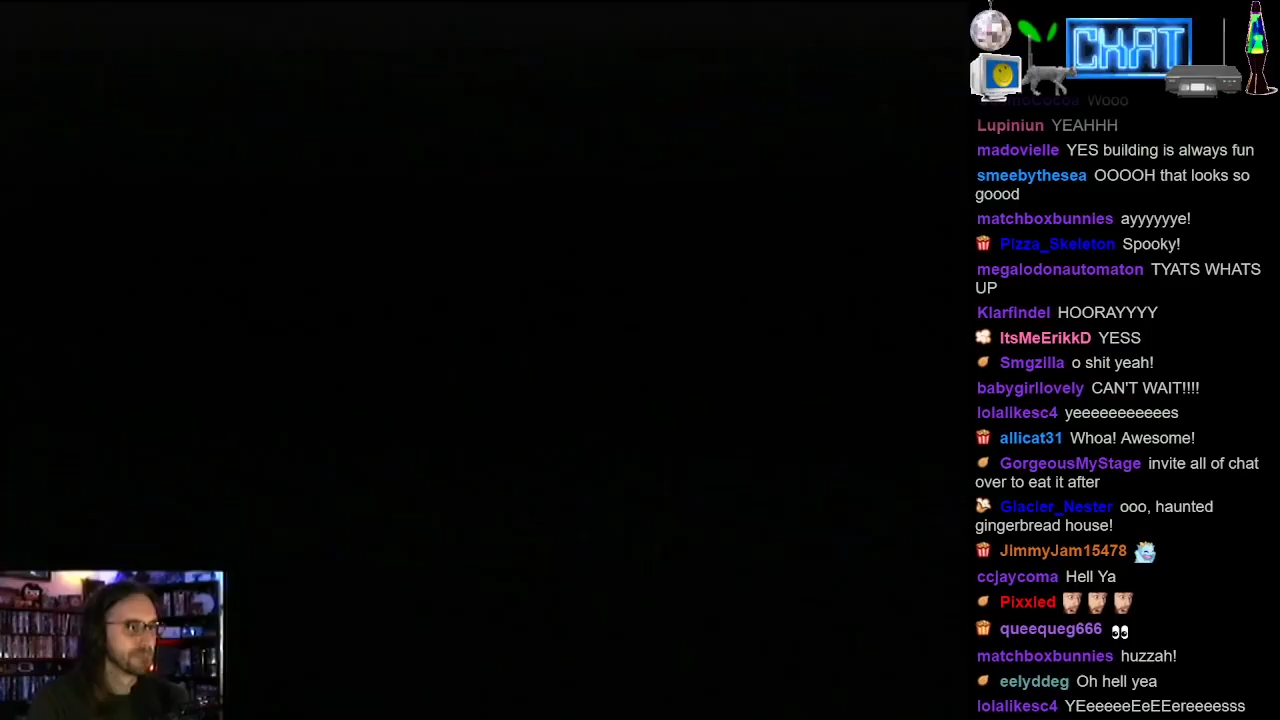 CHAT
Wooo
Lupiniun YEAHHH
madovielle YES building is always fun
smeebythesea OOOOH that looks so
goood
matchboxbunnies ayyyyyye!
Pizza_Skeleton Spooky!
megalodonautomaton TYATS WHATS
UP
Klarfindel HOORAYYYY
ItsMeErikkD YESS
Smgzilla o shit yeah!
babygirllovely CAN'T WAIT!!!!
lolalikesc4 yeeeeeeeeeees
allicat31 Whoa! Awesome!
GorgeousMyStage invite all of chat
over to eat it after
Glacier_Nester ooo, haunted
gingerbread house!
JimmyJam15478
ccjaycoma Hell Ya
Pixxled
queequeg666
matchboxbunnies huzzah!
eelyddeg Oh hell yea
lolalikesc4 YEeeeeeEeEEereeeesss